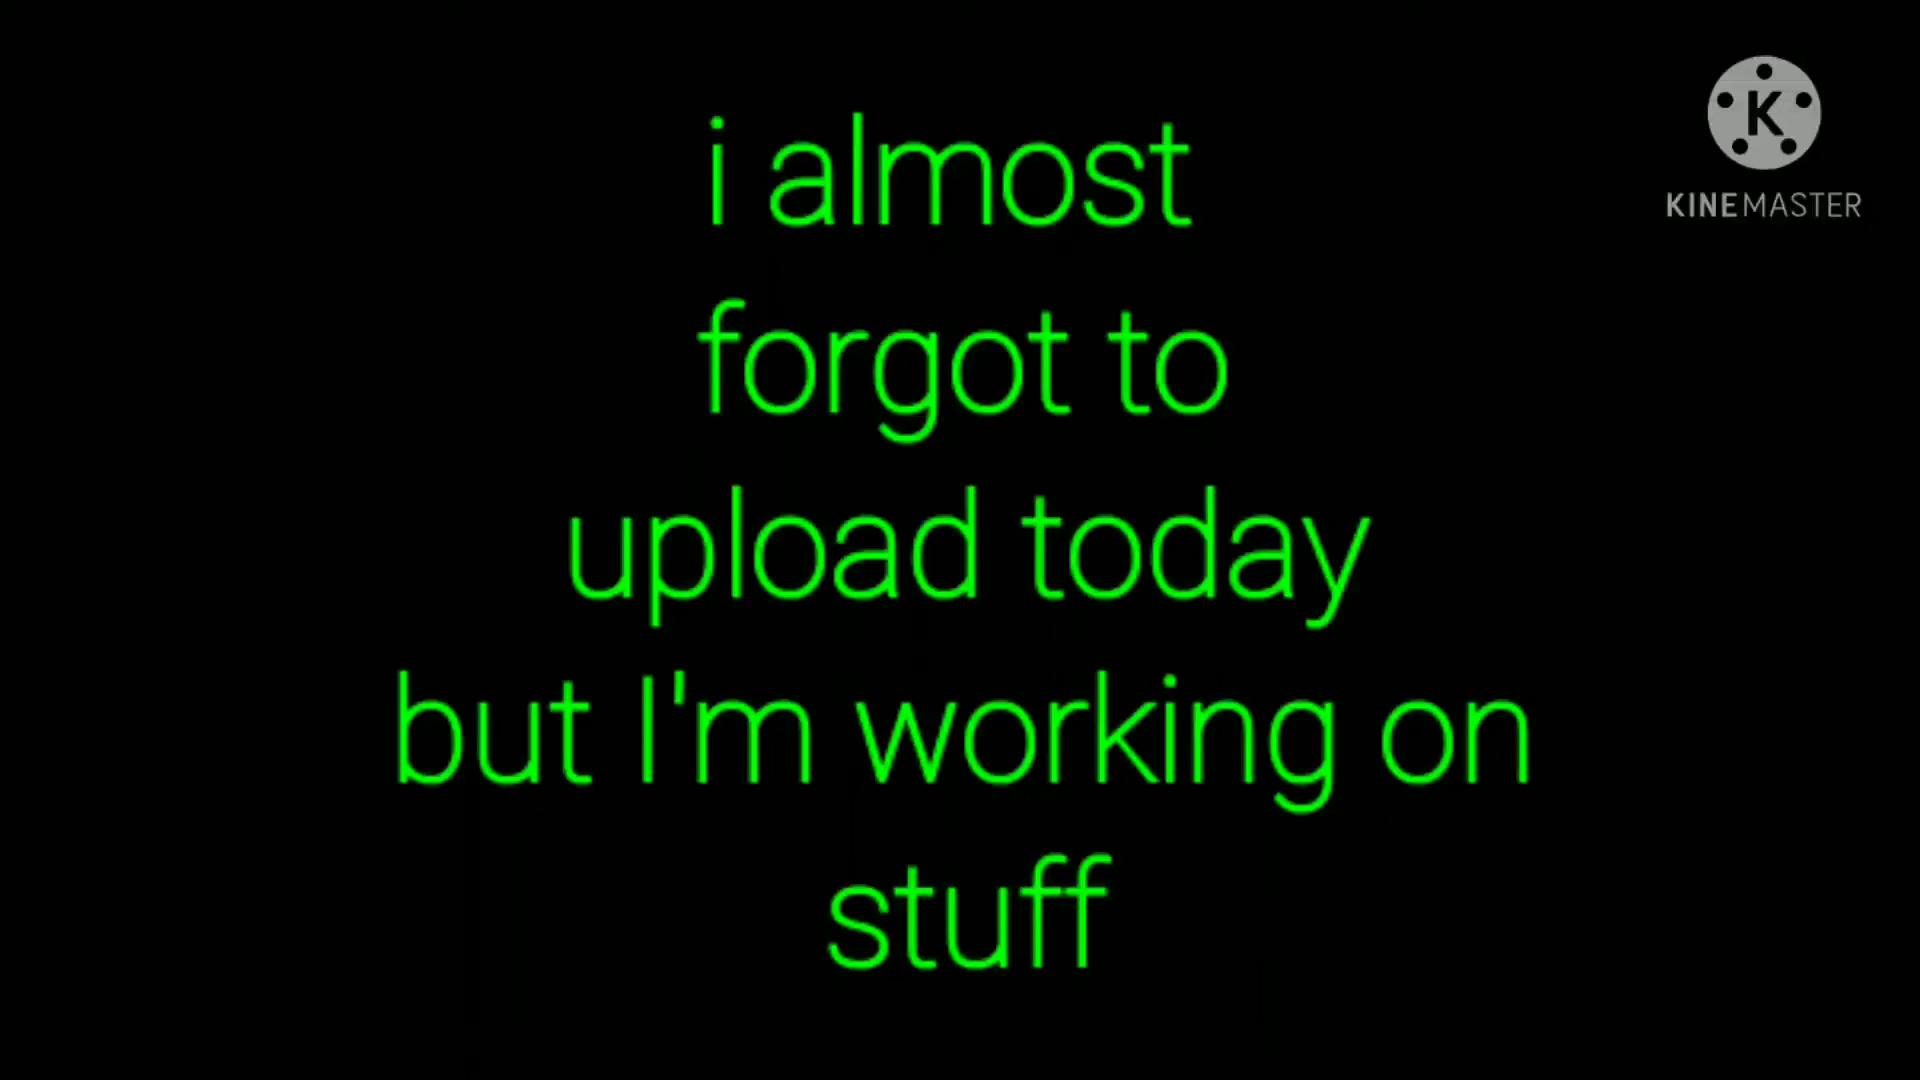 K
KINEMASTER
i almost
forgot to
upload today
but I'm working on
stuff